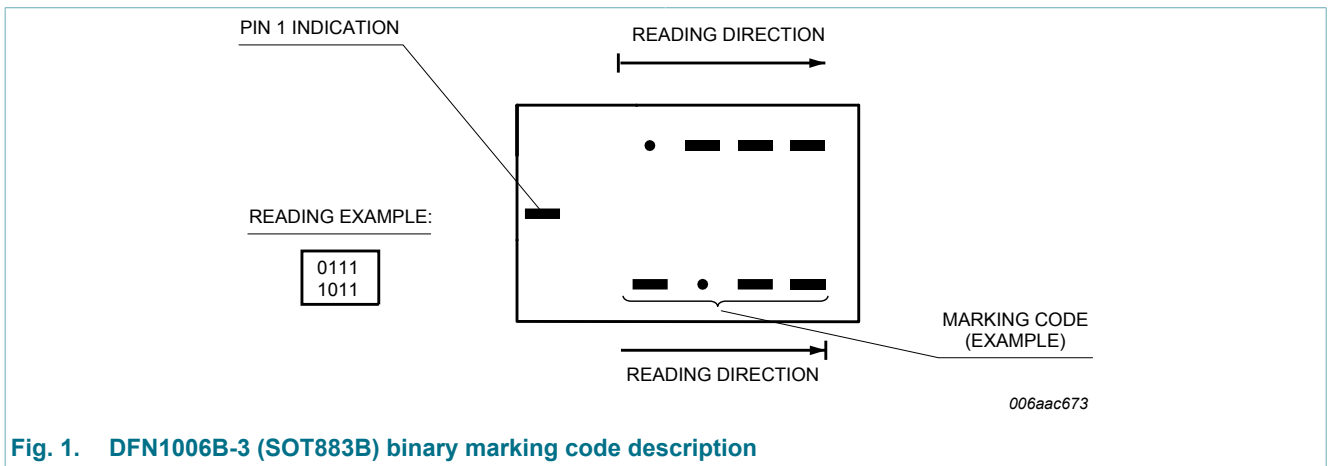 PIN 1 INDICATION
READING DIRECTION
READING EXAMPLE:
0111
1011
MARKING CODE
(EXAMPLE)
READING DIRECTION
006aac673
Fig. 1. DFN1006B-3 (SOT883B) binary marking code description